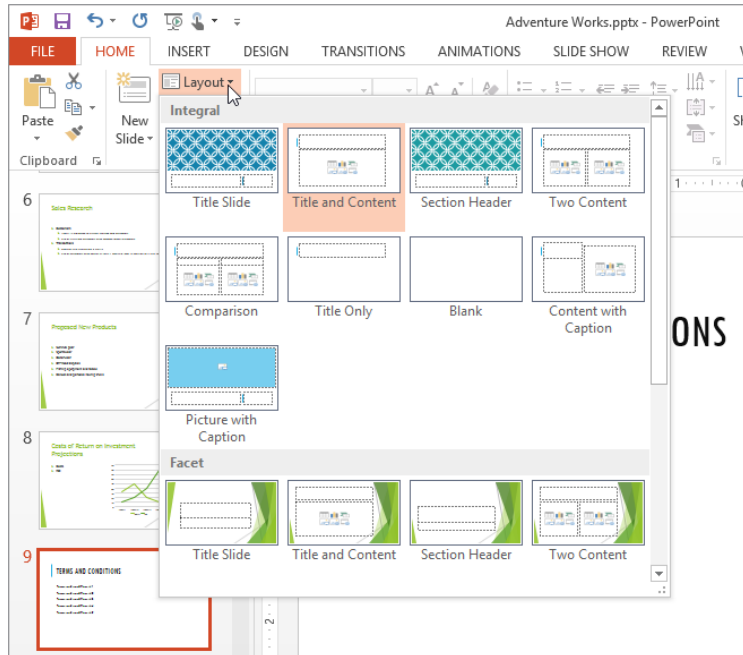 Adventure Works.pptx - PowerPoint
FILE HOME INSERT DESIGN TRANSITIONS ANIMATIONS SLIDE SHOW REVIEW
Paste
New
Slide
Layout
Clipboard
Integral
Title Slide
Title and Content
Section Header
Two Content
Comparison
Title Only
Blank
Content with
Caption
Picture with
Caption
Facet
Title Slide
Title and Content
Section Header
Two Content
1
6
Sales Research
7
Proposed New Products
8
Costs of Return on Investment
Projections
9
TERMS AND CONDITIONS
ONS
2